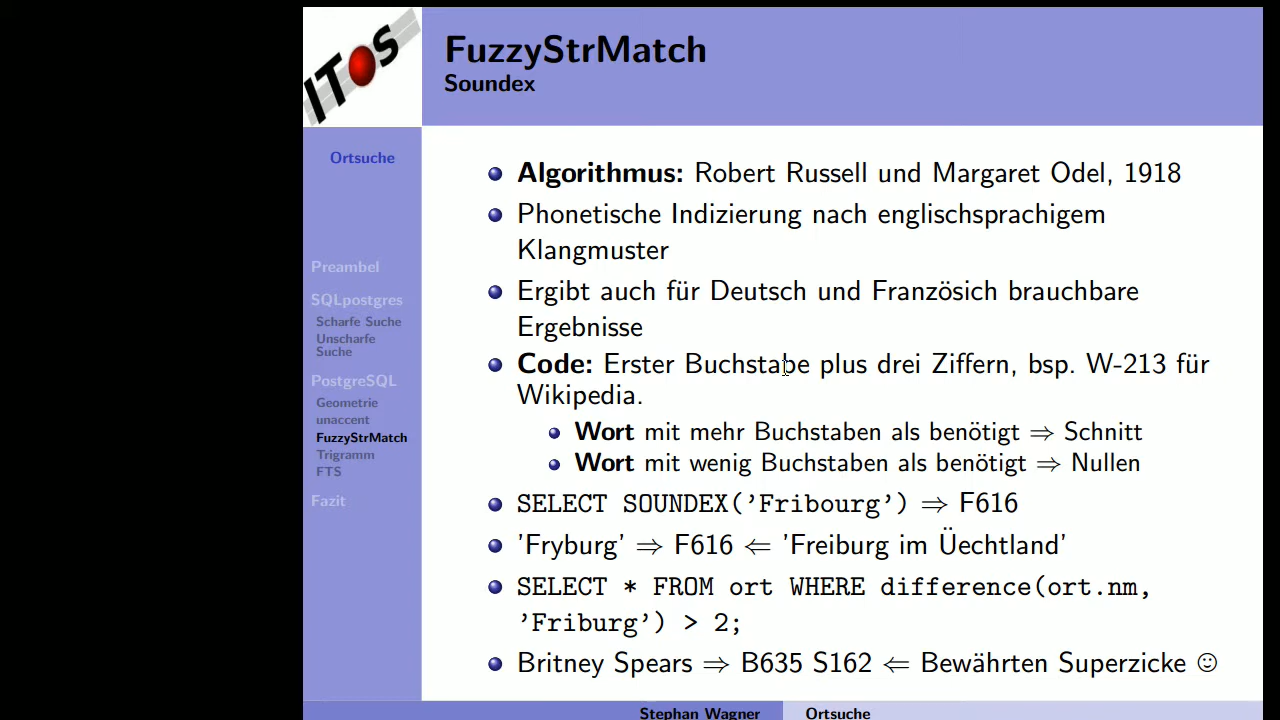 ITOS
FuzzyStrMatch
Soundex
Ortsuche
Preambel
SQLpostgres
Scharfe Suche
Unscharfe
Suche
PostgreSQL
Geometrie
unaccent
FuzzyStrMatch
Trigramm
FTS
Fazit
Algorithmus: Robert Russell und Margaret Odel, 1918
Phonetische Indizierung nach englischsprachigem
Klangmuster
Ergibt auch für Deutsch und Französich brauchbare
Ergebnisse
Code: Erster Buchstabe plus drei Ziffern, bsp. W-213 für
Wikipedia.
Wort mit mehr Buchstaben als benötigt ⇒ Schnitt
Wort mit wenig Buchstaben als benötigt ⇒ Nullen
SELECT SOUNDEX('Fribourg') ⇒ F616
'Fryburg' ⇒ F616 ⇐ 'Freiburg im Üechtland'
SELECT * FROM ort WHERE difference(ort.nm,
'Friburg') > 2;
Britney Spears ⇒ B635 S162 ⇐ Bewährten Superzicke ☺
Stephan Wagner Ortsuche